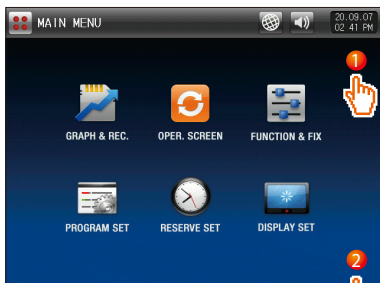 MAIN MENU
20.09.07
02 41 PM
1
GRAPH & REC.
OPER. SCREEN
FUNCTION & FIX
PROGRAM SET
RESERVE SET
DISPLAY SET
2